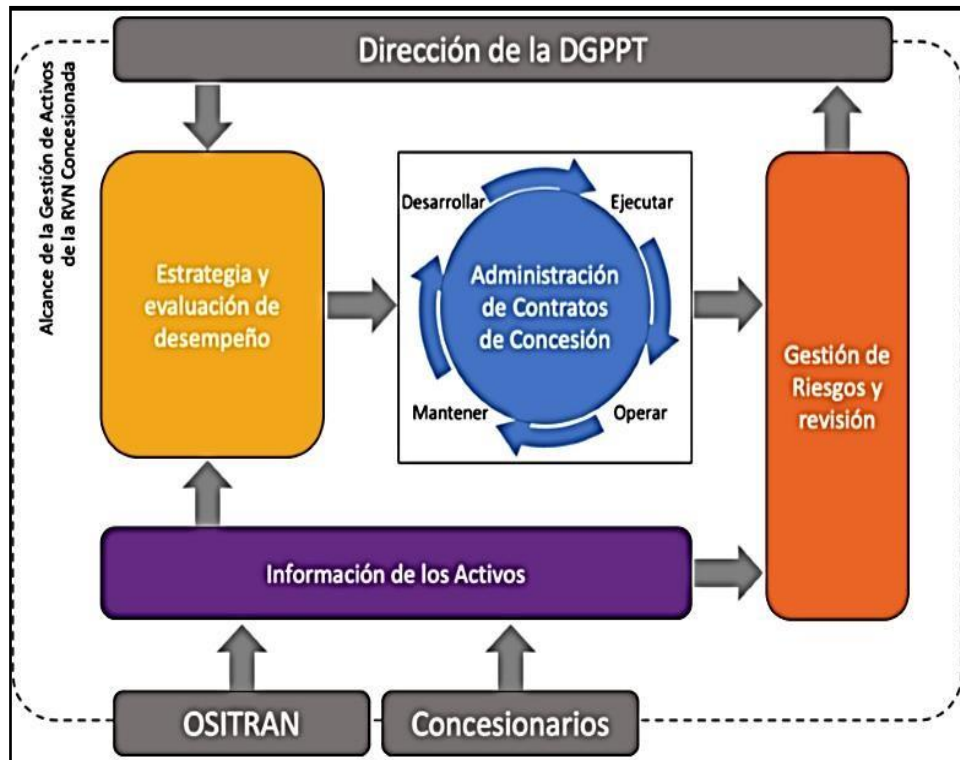 Dirección de la DGPPT
Alcance de la Gestión de Activos
de la RVN Concesionada
Estrategia y
evaluación de
desempeño
Desarrollar
Ejecutar
Administración
de Contratos
de Concesión
Mantener
Operar
Gestión de
Riesgos y
revisión
Información de los Activos
OSITRAN
Concesionarios